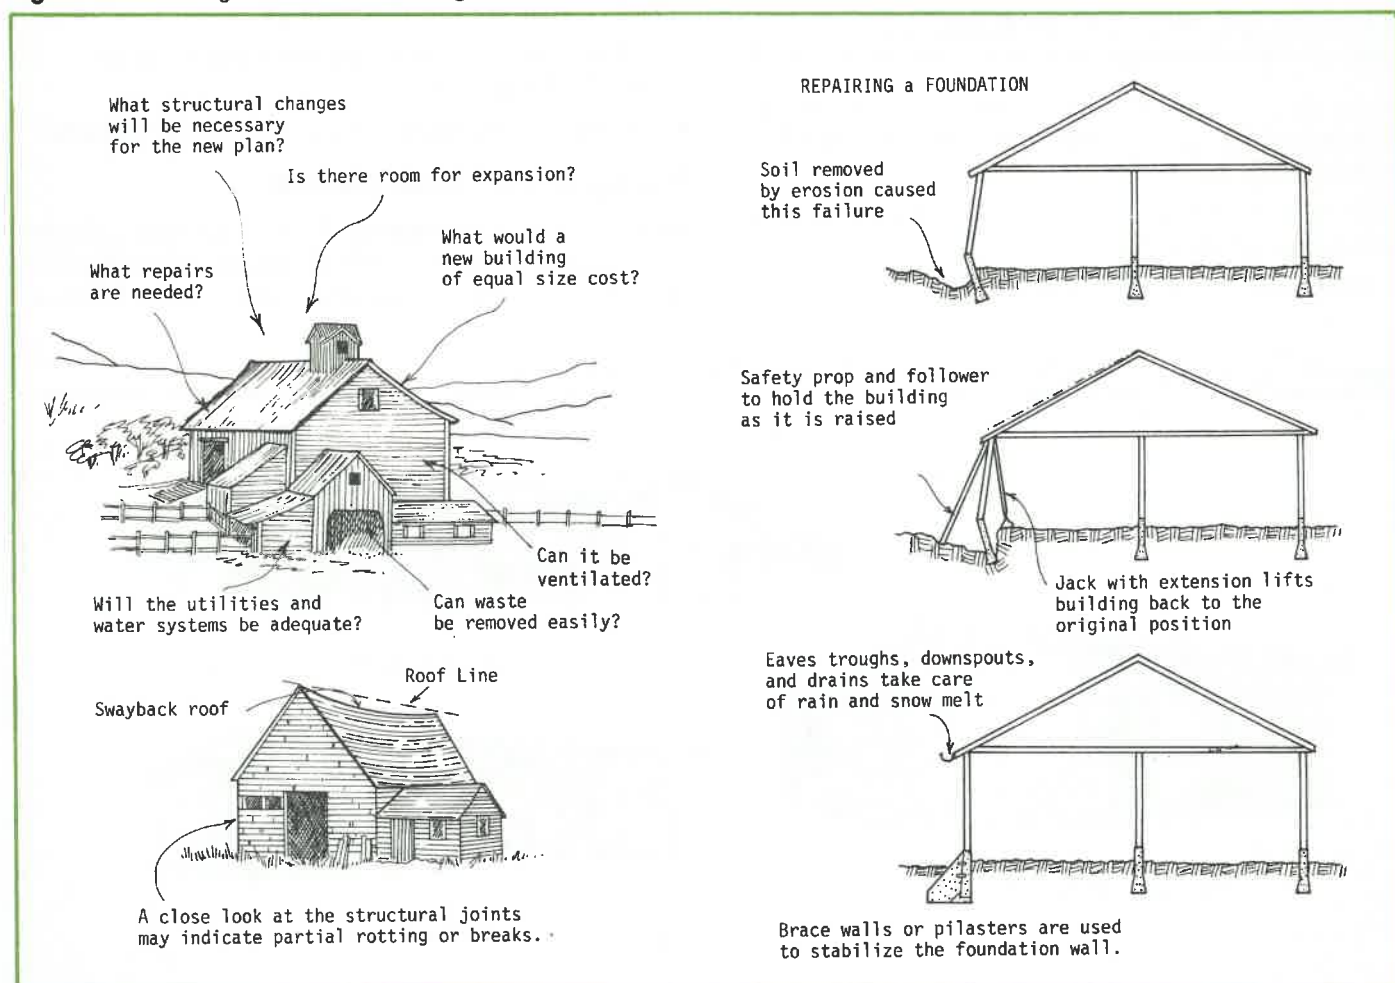 What structural changes
will be necessary
for the new plan?
Is there room for expansion?
What would a
new building
of equal size cost?
What repairs
are needed?
Can it be
ventilated?
Will the utilities and
water systems be adequate?
Can waste
be removed easily?
Roof Line
Swayback roof
A close look at the structural joints
may indicate partial rotting or breaks.
REPAIRING a FOUNDATION
Soil removed
by erosion caused
this failure
Safety prop and follower
to hold the building
as it is raised
Jack with extension lifts
building back to the
original position
Eaves troughs, downspouts,
and drains take care
of rain and snow melt
Brace walls or pilasters are used
to stabilize the foundation wall.